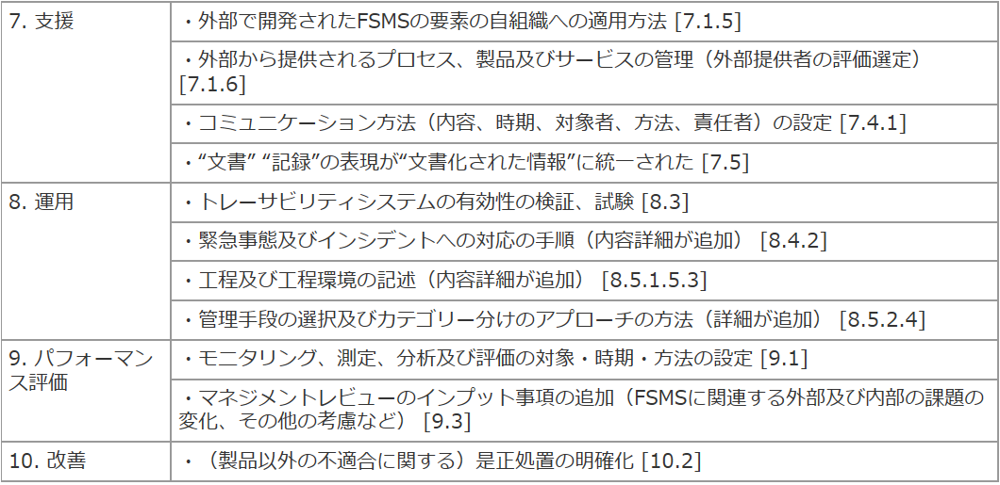 7. 支援
・外部で開発されたFSMSの要素の自組織への適用方法 [7.1.5]
・外部から提供されるプロセス、製品及びサービスの管理（外部提供者の評価選定）
[7.1.6]
・コミュニケーション方法（内容、時期、対象者、方法、責任者）の設定 [7.4.1]
・“文書” “記録”の表現が“文書化された情報”に統一された [7.5]
8. 運用
・トレーサビリティシステムの有効性の検証、試験 [8.3]
・緊急事態及びインシデントへの対応の手順（内容詳細が追加） [8.4.2]
・工程及び工程環境の記述（内容詳細が追加） [8.5.1.5.3]
・管理手段の選択及びカテゴリー分けのアプローチの方法（詳細が追加） [8.5.2.4]
9. パフォーマン
ス評価
・モニタリング、測定、分析及び評価の対象・時期・方法の設定 [9.1]
・マネジメントレビューのインプット事項の追加（FSMSに関連する外部及び内部の課題の
変化、その他の考慮など） [9.3]
10. 改善
・（製品以外の不適合に関する）是正処置の明確化 [10.2]